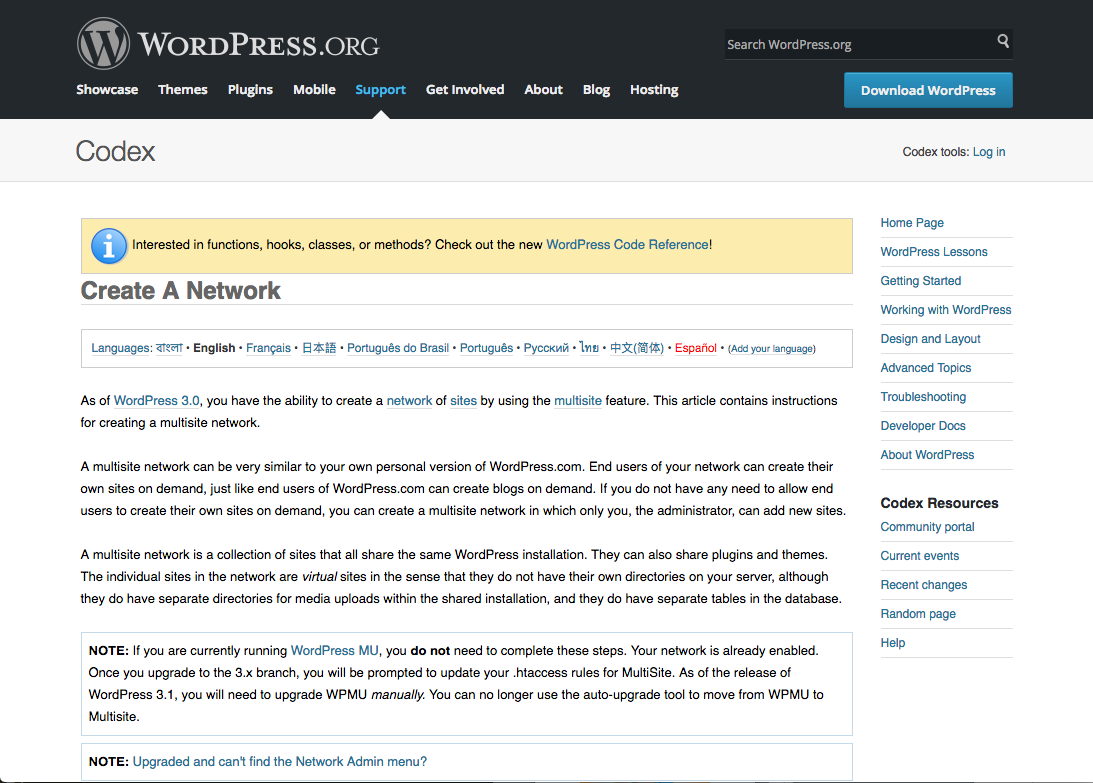 WORDPRESS.ORG
Search WordPress.org
Showcase Themes Plugins Mobile Support Get Involved About Blog Hosting
Download WordPress
Codex
Codex tools: Log in
Interested in functions, hooks, classes, or methods? Check out the new WordPress Code Reference!
Create A Network
Languages: বাংলা • English • Français • 日本語 • Português do Brasil • Português • Русский • ไทย • 中文(简体) • Español • (Add your language)
As of WordPress 3.0, you have the ability to create a network of sites by using the multisite feature. This article contains instructions
for creating a multisite network.
A multisite network can be very similar to your own personal version of WordPress.com. End users of your network can create their
own sites on demand, just like end users of WordPress.com can create blogs on demand. If you do not have any need to allow end
users to create their own sites on demand, you can create a multisite network in which only you, the administrator, can add new sites.
A multisite network is a collection of sites that all share the same WordPress installation. They can also share plugins and themes.
The individual sites in the network are virtual sites in the sense that they do not have their own directories on your server, although
they do have separate directories for media uploads within the shared installation, and they do have separate tables in the database.
NOTE: If you are currently running WordPress MU, you do not need to complete these steps. Your network is already enabled.
Once you upgrade to the 3.x branch, you will be prompted to update your .htaccess rules for MultiSite. As of the release of
WordPress 3.1, you will need to upgrade WPMU manually. You can no longer use the auto-upgrade tool to move from WPMU to
Multisite.
NOTE: Upgraded and can't find the Network Admin menu?
Home Page
WordPress Lessons
Getting Started
Working with WordPress
Design and Layout
Advanced Topics
Troubleshooting
Developer Docs
About WordPress
Codex Resources
Community portal
Current events
Recent changes
Random page
Help